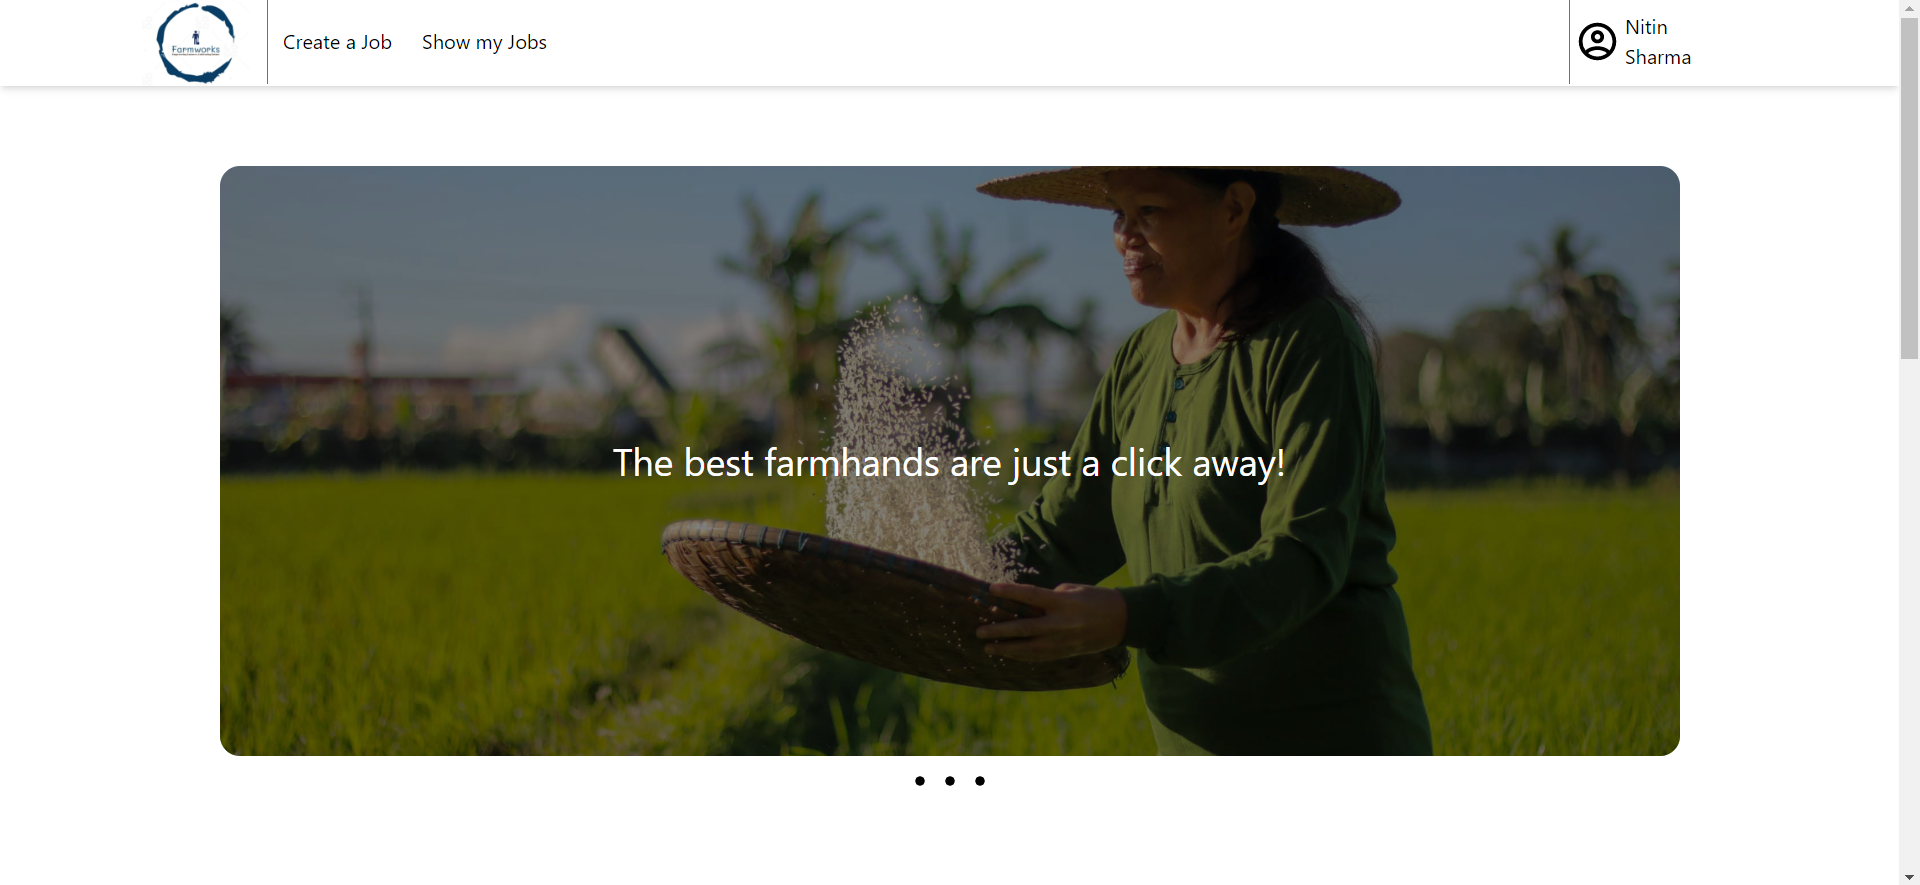 Farmworks
Create a Job
Show my Jobs
Nitin
Sharma
The best farmhands are just a click away!